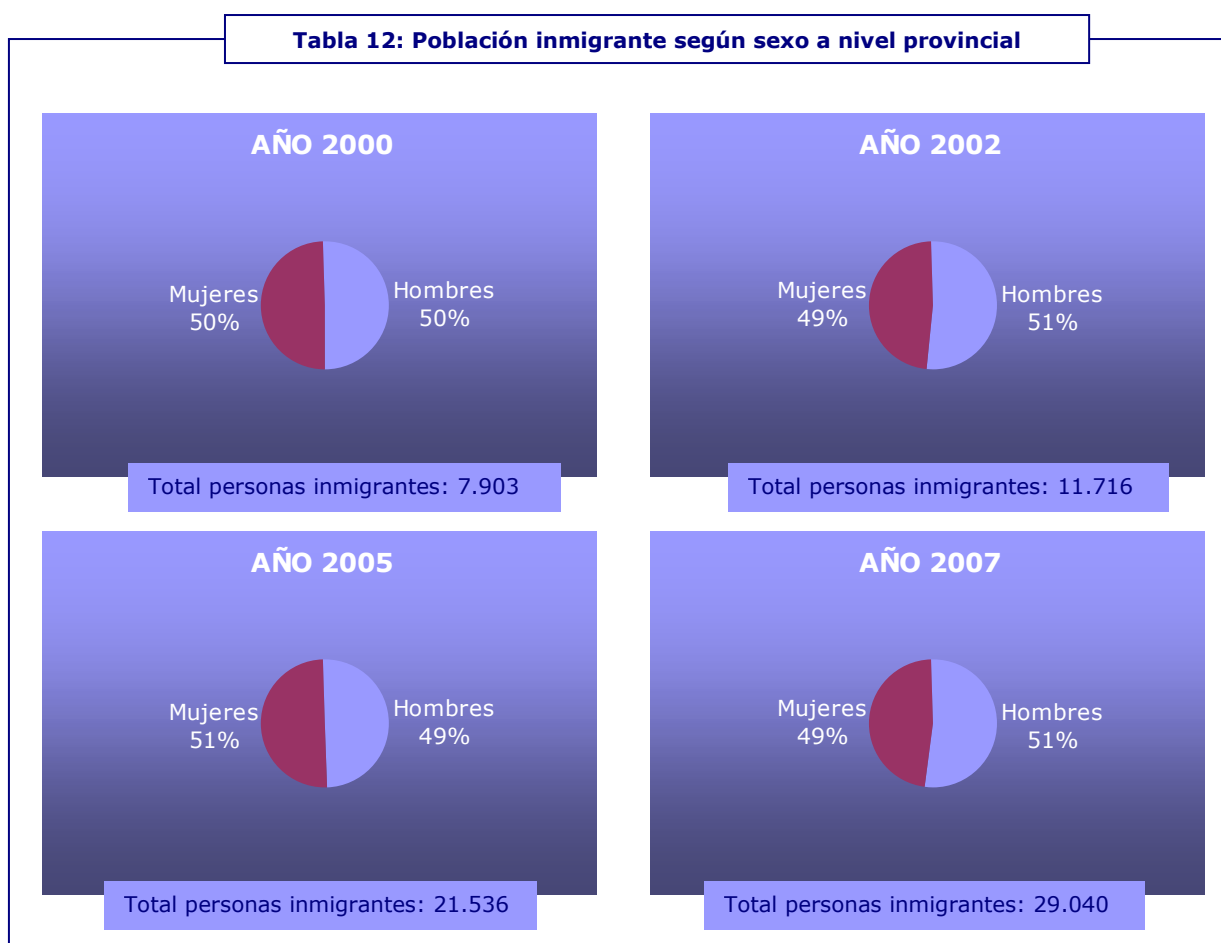 Tabla 12: Población inmigrante según sexo a nivel provincial
AÑO 2000
Mujeres
50%
Hombres
50%
Total personas inmigrantes: 7.903
AÑO 2002
Mujeres
49%
Hombres
51%
Total personas inmigrantes: 11.716
AÑO 2005
Mujeres
51%
Hombres
49%
Total personas inmigrantes: 21.536
AÑO 2007
Mujeres
49%
Hombres
51%
Total personas inmigrantes: 29.040